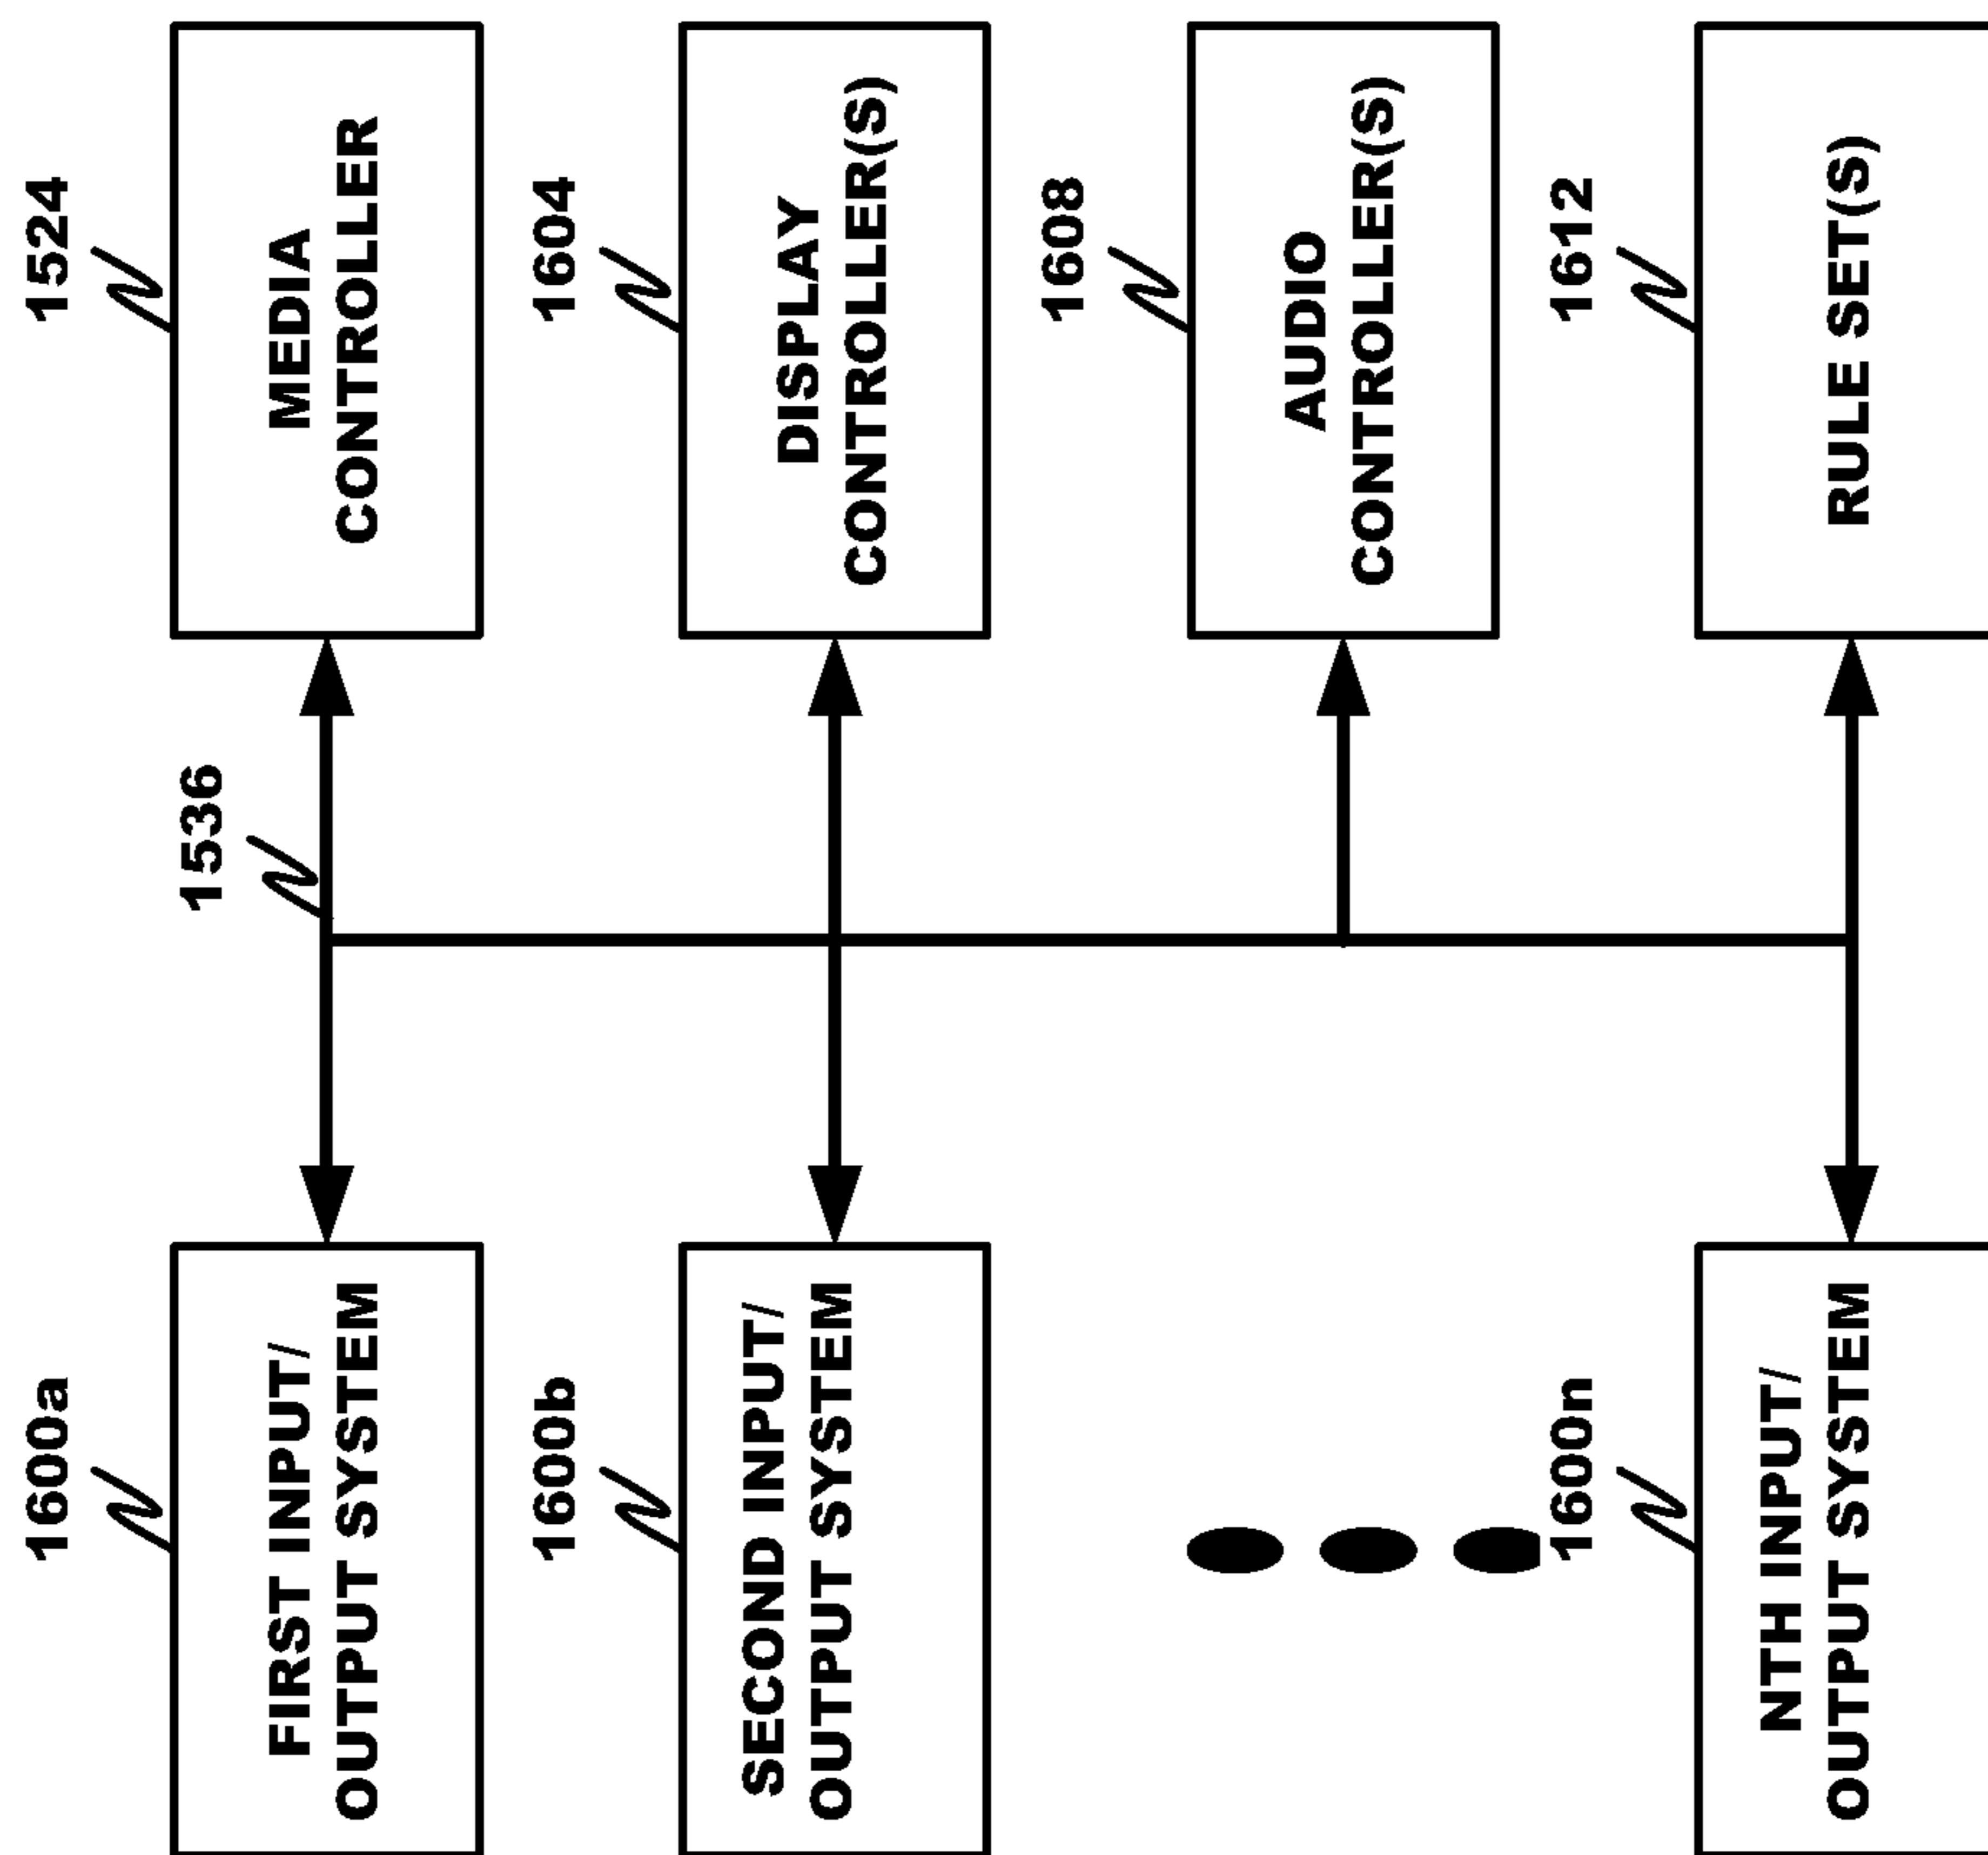 1600a
FIRST INPUT/
OUTPUT SYSTEM
1536
1524
MEDIA
CONTROLLER
1600b
SECOND INPUT/
OUTPUT SYSTEM
1604
DISPLAY
CONTROLLER(S)
1608
AUDIO
CONTROLLER(S)
1600n
NTH INPUT/
OUTPUT SYSTEM
1612
RULE SET(S)